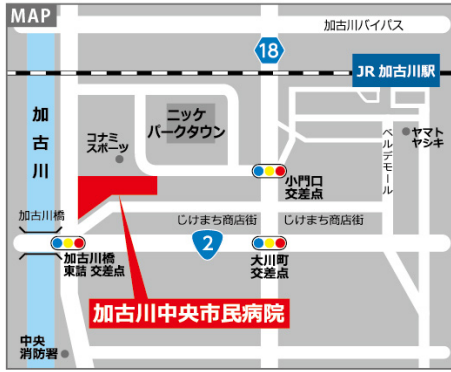 MAP
加古川バイパス
18
JR 加古川駅
加古川
ニッケ
パークタウン
コナミ
スポーツ
ベルデモール
ヤマト
ヤシキ
小門口
交差点
加古川橋
じけまち商店街
じけまち商店街
2
加古川橋
東詰 交差点
大川町
交差点
加古川中央市民病院
中央
消防署